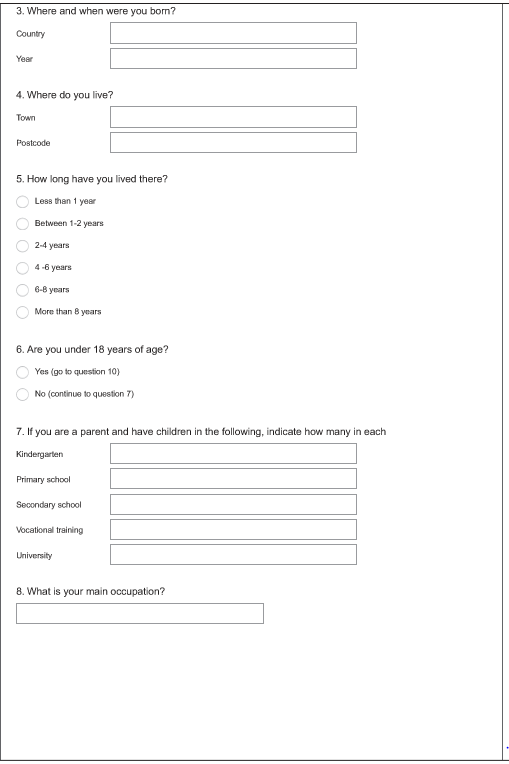 3. Where and when were you born?
Country
Year
4. Where do you live?
Town
Postcode
5. How long have you lived there?
Less than 1 year
Between 1-2 years
2-4 years
4 -6 years
6-8 years
More than 8 years
6. Are you under 18 years of age?
Yes (go to question 10)
No (continue to question 7)
7. If you are a parent and have children in the following, indicate how many in each
Kindergarten
Primary school
Secondary school
Vocational training
University
8. What is your main occupation?